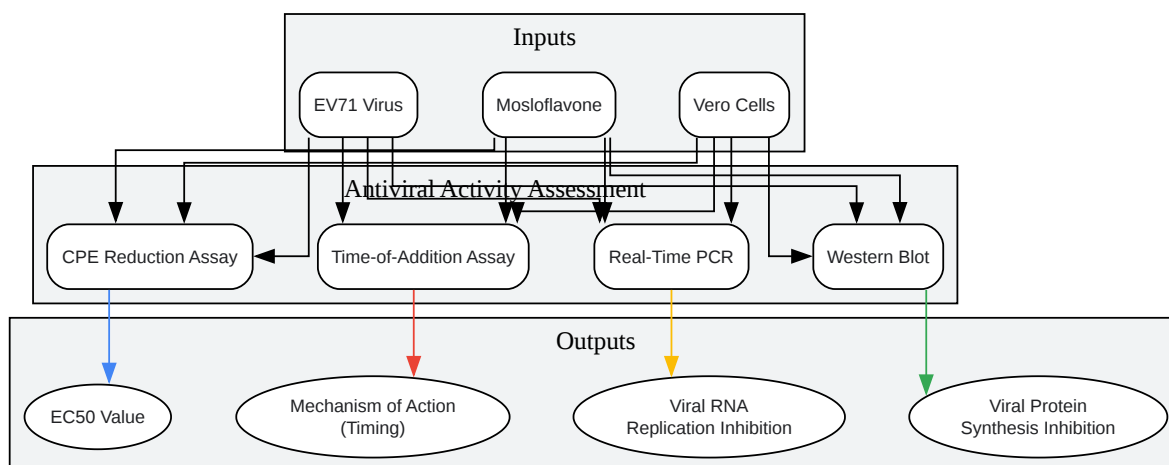 Inputs
EV71 Virus
Mosloflavone
Vero Cells
Antiviral Activity Assessment
CPE Reduction Assay
Time-of-Addition Assay
Real-Time PCR
Western Blot
Outputs
EC50 Value
Mechanism of Action
(Timing)
Viral RNA
Replication Inhibition
Viral Protein
Synthesis Inhibition